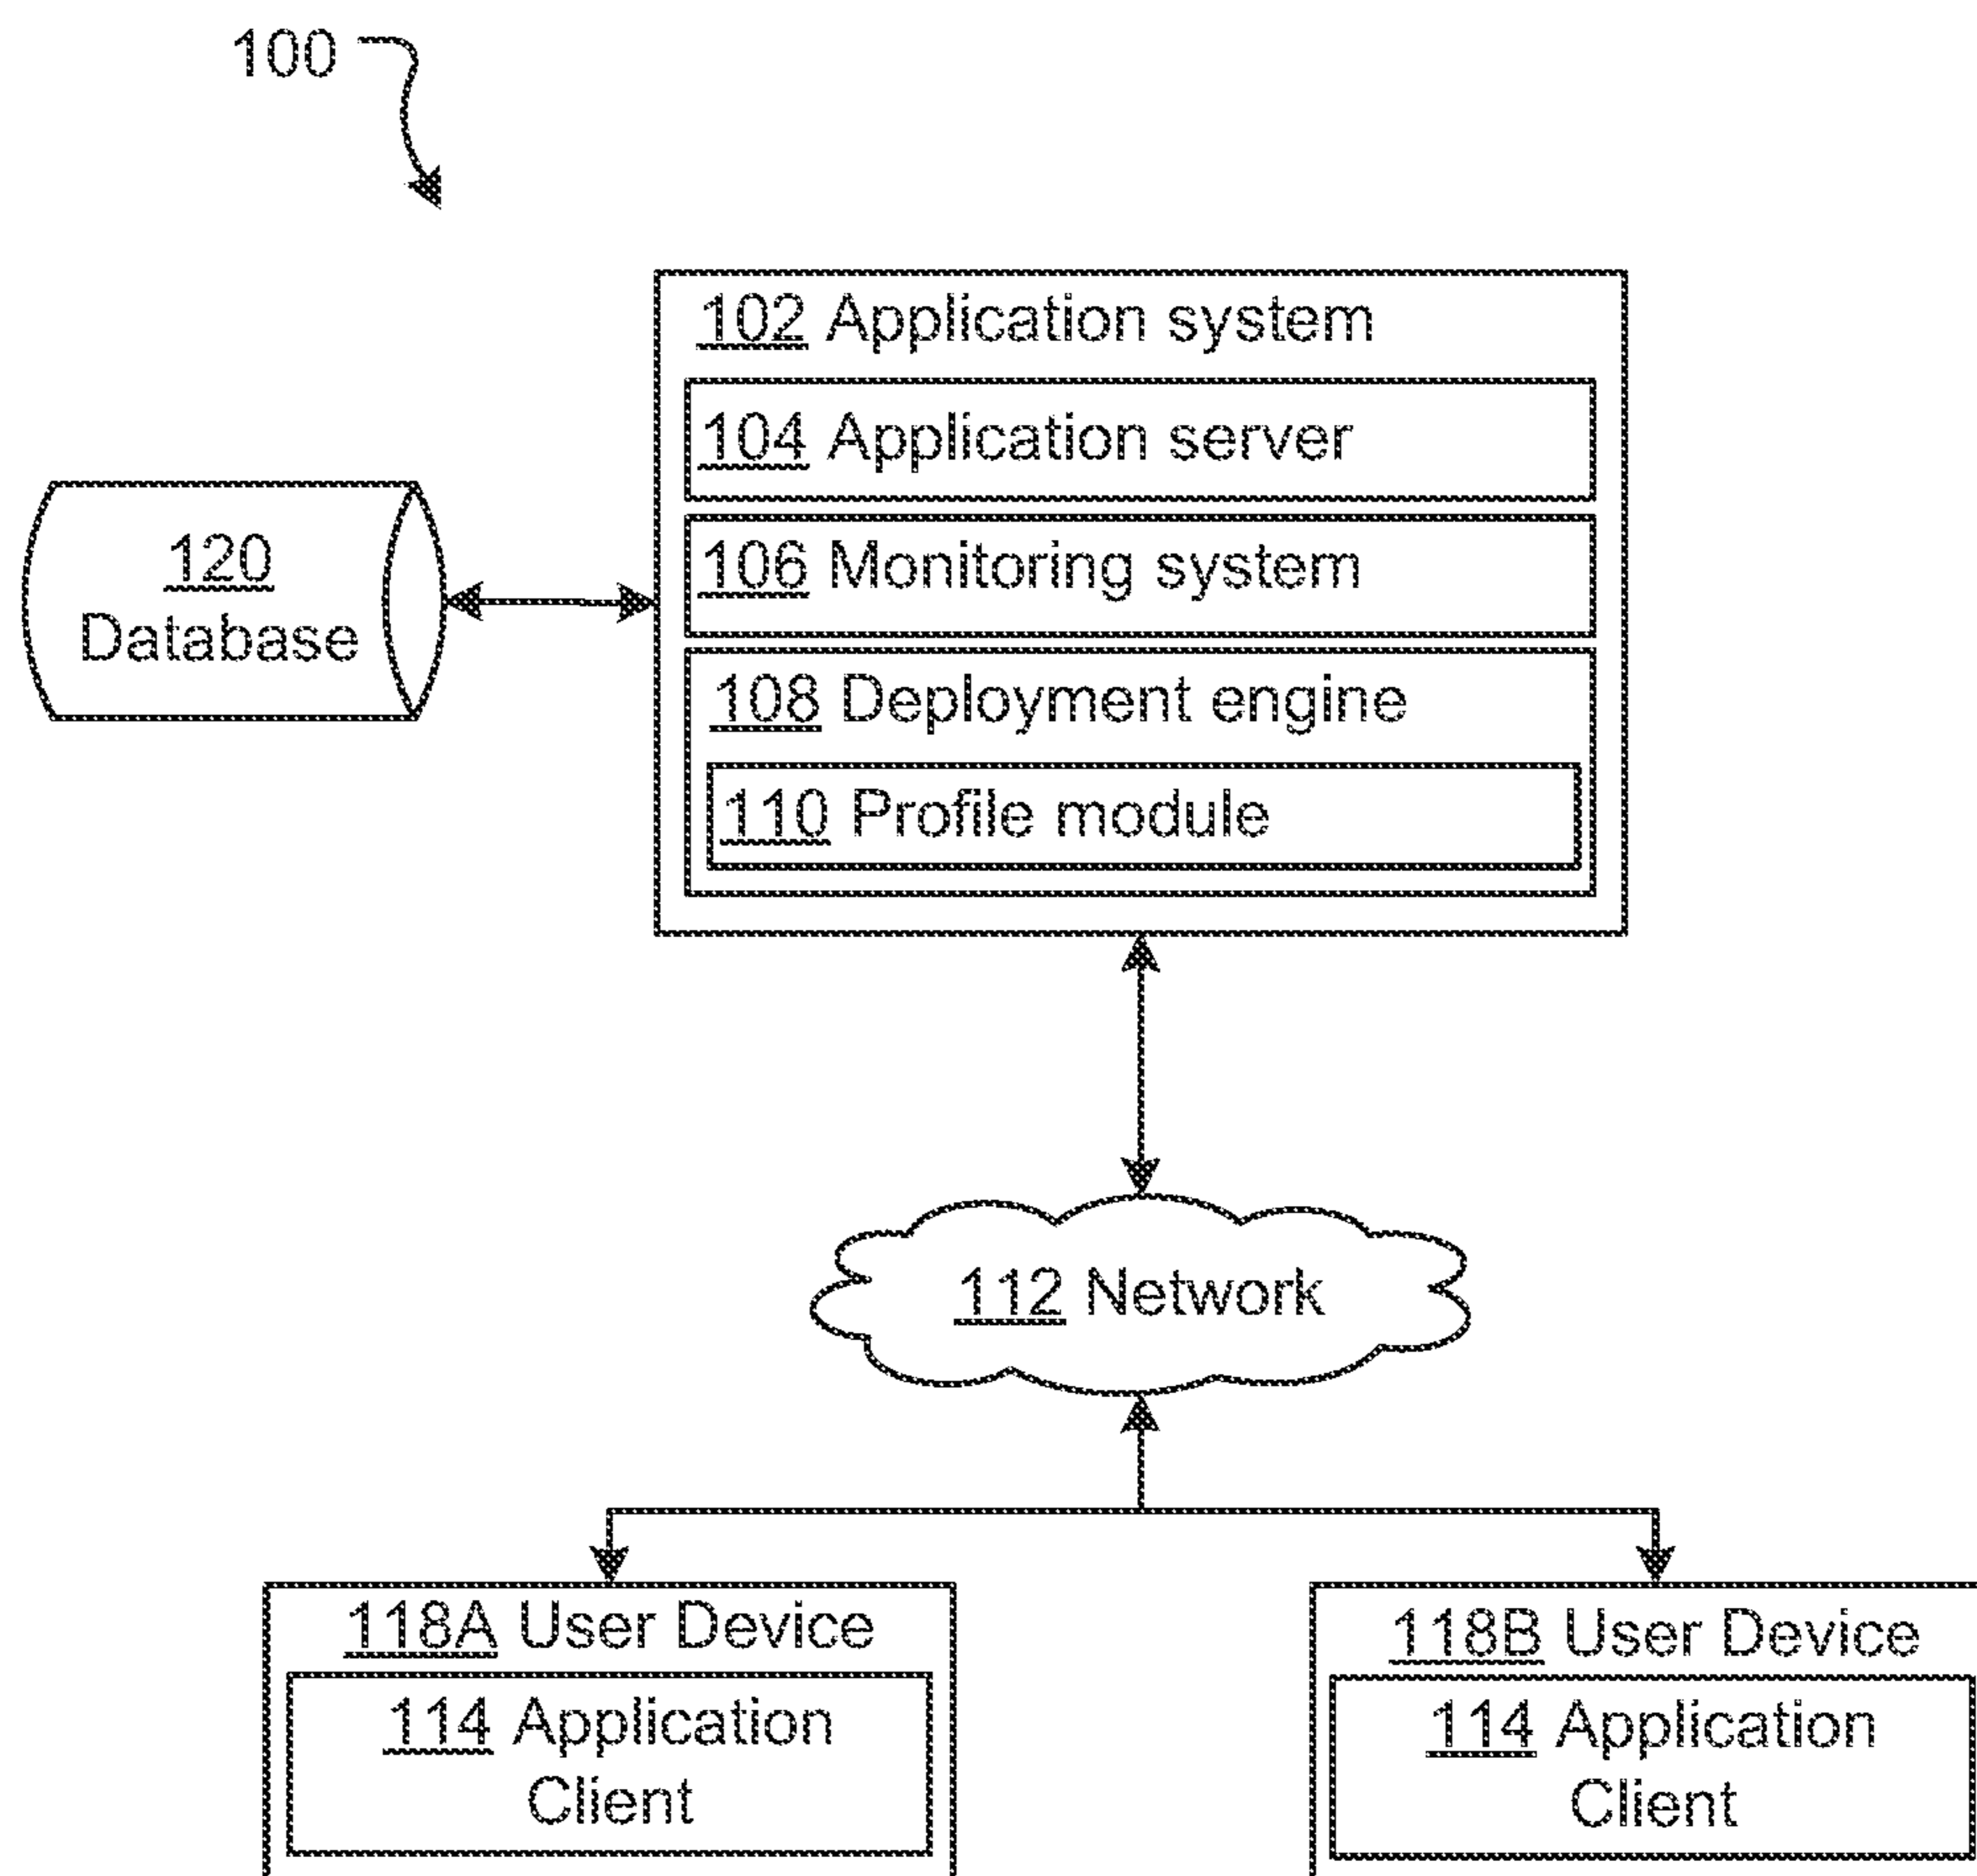 100
102 Application system
104 Application server
106 Monitoring system
108 Deployment engine
110 Profile module
120
Database
112 Network
118A User Device
114 Application
Client
118B User Device
114 Application
Client